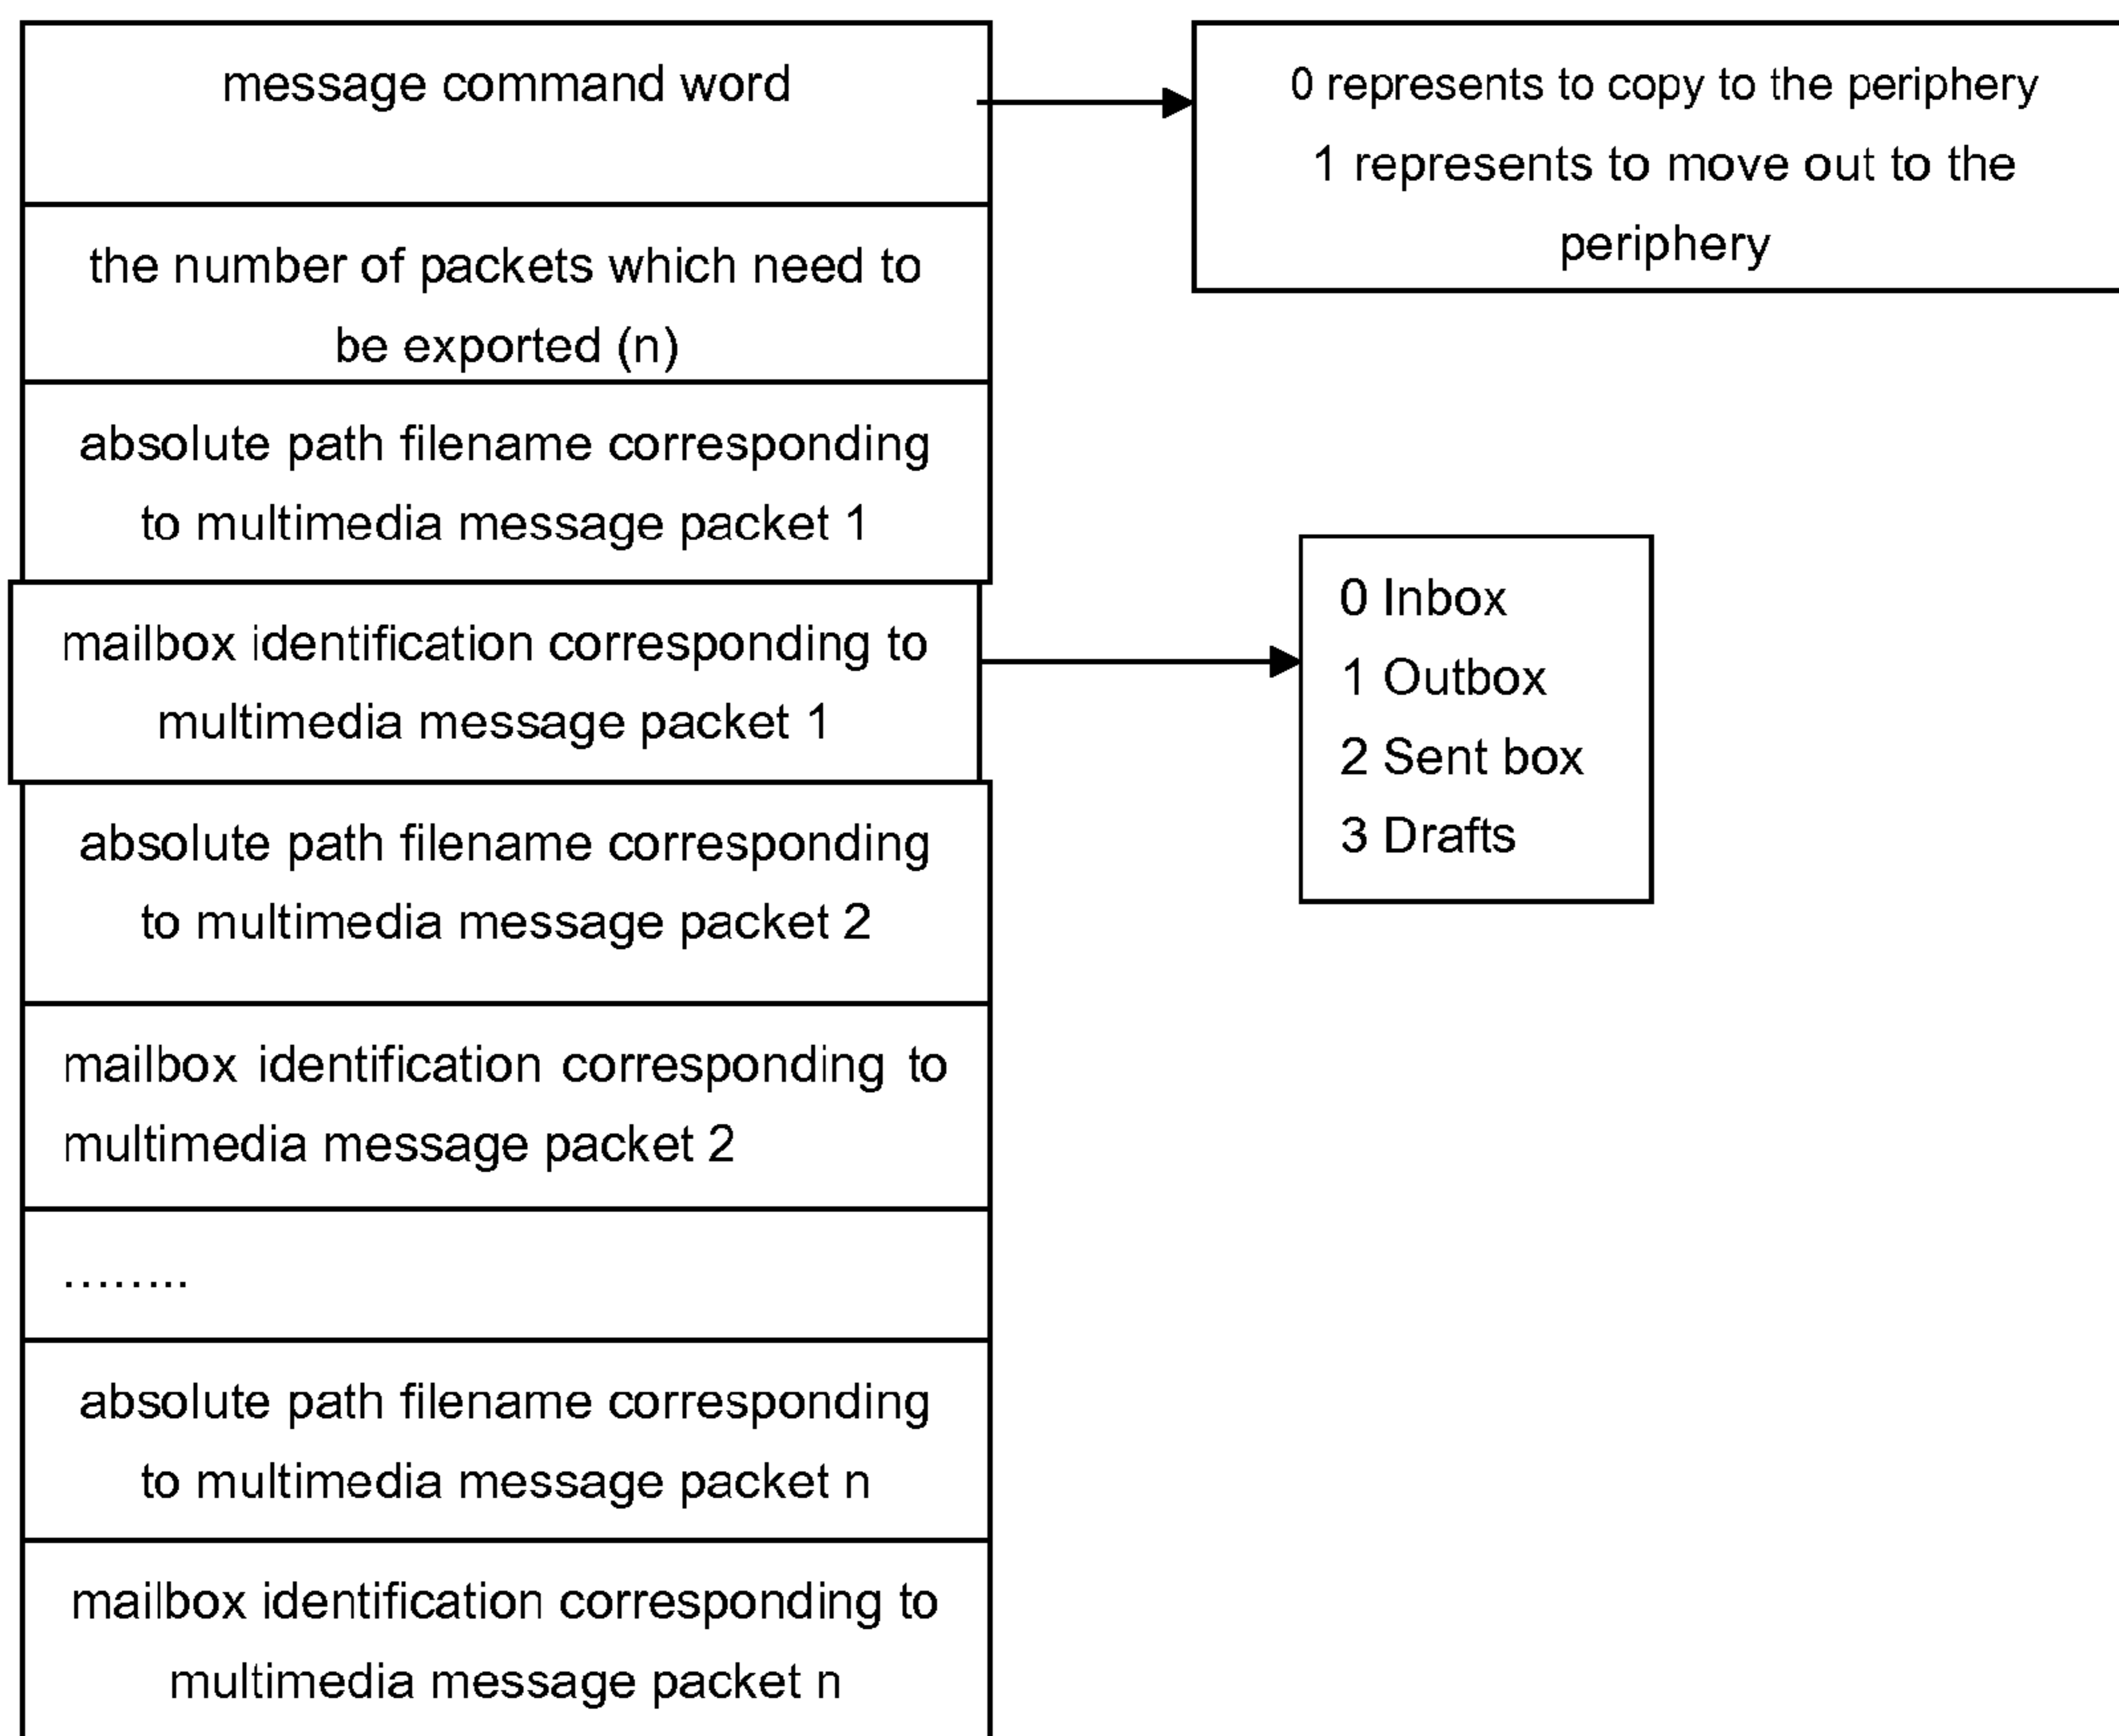 message command word
0 represents to copy to the periphery
1 represents to move out to the
periphery
the number of packets which need to
be exported (n)
absolute path filename corresponding
to multimedia message packet 1
mailbox identification corresponding to
multimedia message packet 1
0 Inbox
1 Outbox
2 Sent box
3 Drafts
absolute path filename corresponding
to multimedia message packet 2
mailbox identification corresponding to
multimedia message packet 2
........
absolute path filename corresponding
to multimedia message packet n
mailbox identification corresponding to
multimedia message packet n